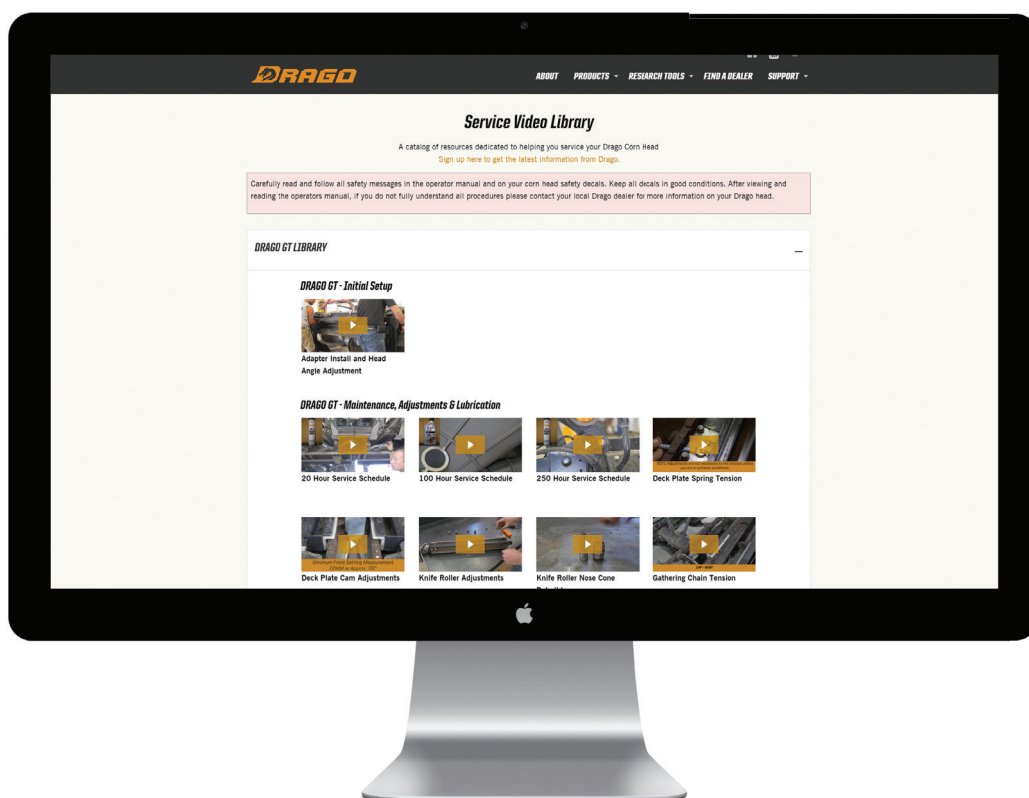 DRAGO
ABOUT PRODUCTS RESEARCH TOOLS FIND A DEALER SUPPORT
Service Video Library
A catalog of resources dedicated to helping you service your Drago Corn Head
Sign up here to get the latest information from Drago.
Carefully read and follow all safety messages in the operator manual and on your corn head safety decals. Keep all decals in good conditions. After viewing and
reading the operators manual, if you do not fully understand all procedures please contact your local Drago dealer for more information on your Drago head.
DRAGO GT LIBRARY
DRAGO GT - Initial Setup
Adapter Install and Head
Angle Adjustment
DRAGO GT - Maintenance, Adjustments & Lubrication
20 Hour Service Schedule
100 Hour Service Schedule
250 Hour Service Schedule
Deck Plate Spring Tension
Minimum Front Setting Measurement
Deck Plate Cam Adjustments
Knife Roller Adjustments
Knife Roller Nose Cone
Gathering Chain Tension